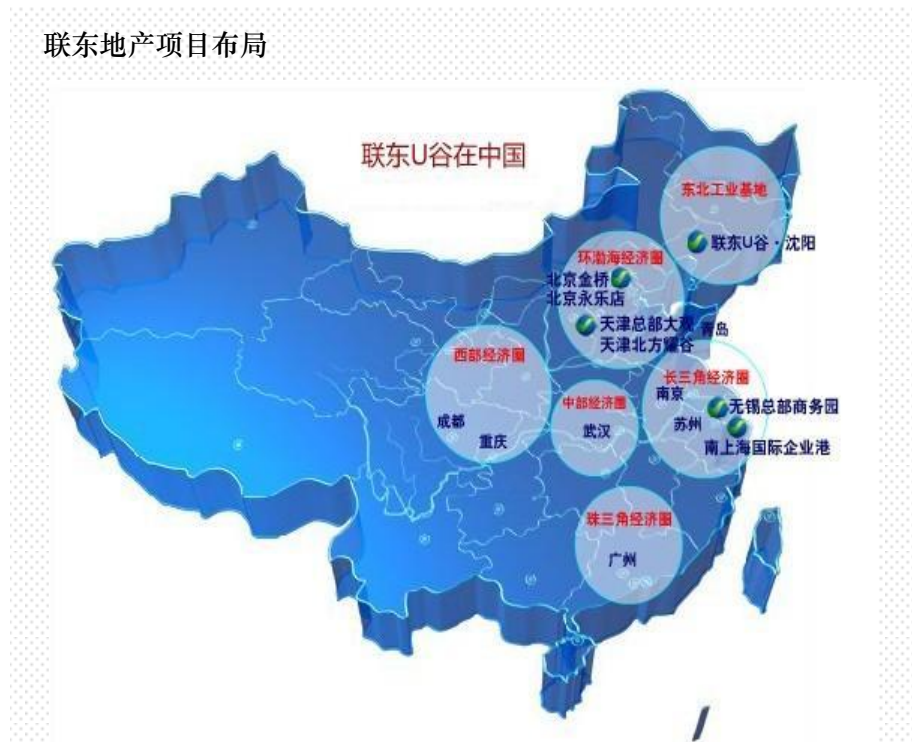 联东地产项目布局
联东U谷在中国
东北工业基地
联东U谷·沈阳
环渤海经济圈
北京金桥
北京永乐店
天津总部大观
天津北方耀谷
青岛
西部经济圈
成都
重庆
中部经济圈
武汉
长三角经济圈
南京
无锡总部商务园
苏州
南上海国际企业港
珠三角经济圈
广州